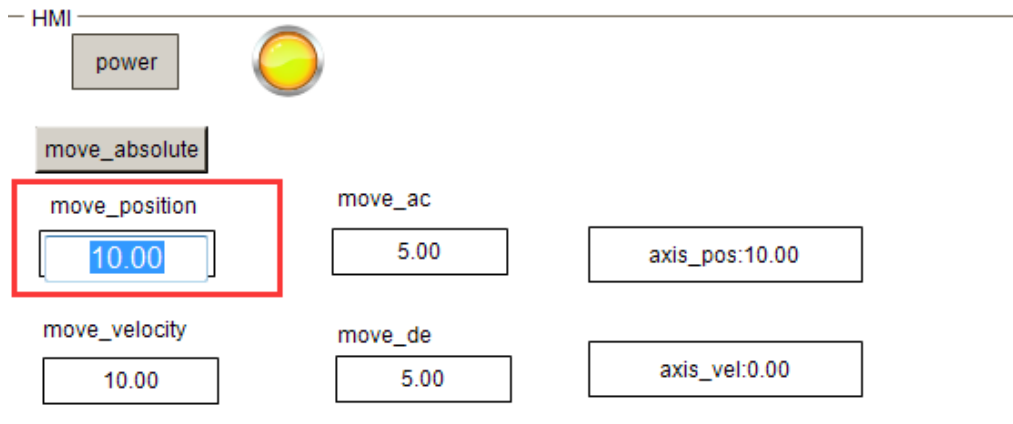 HMI
power
move_absolute
move_position
move_ac
10.00
5.00
axis_pos:10.00
move_velocity
move_de
10.00
5.00
axis_vel:0.00